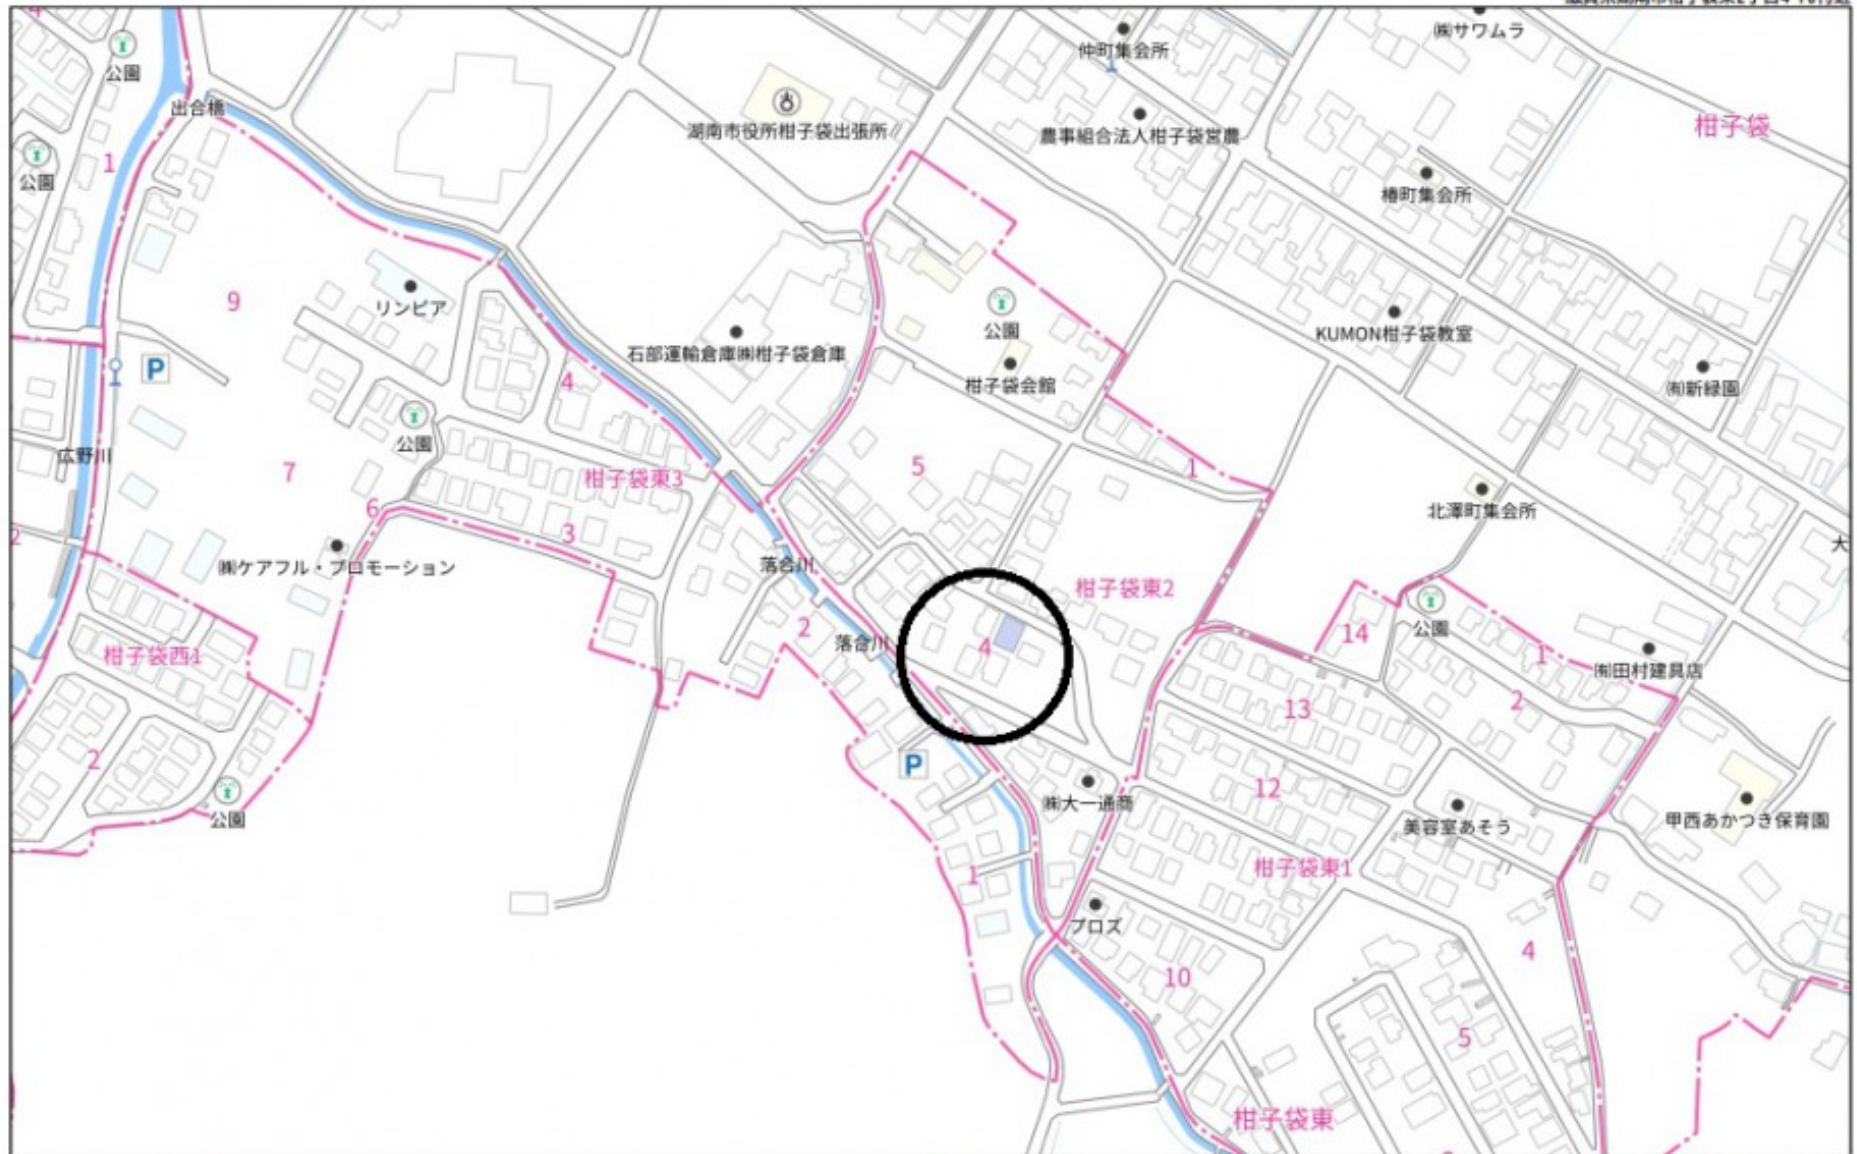 ㈱サワムラ
仲町集会所
公園
出合橋
湖南市役所柑子袋出張所
農事組合法人柑子袋営農
柑子袋
公園
1
椿町集会所
9
リンピア
公園
KUMON柑子袋教室
石部運輸倉庫㈱柑子袋倉庫
P
4
柑子袋会館
㈲新緑園
公園
広野川
7
柑子袋東3
5
1
6
北澤町集会所
2
3
大
㈱ケアフル・プロモーション
落合川
柑子袋東2
公園
2
落合川
4
14
1
柑子袋西1
㈲田村建具店
13
2
2
P
公園
12
㈱大一通商
美容室あそう
甲西あかつき保育園
1
柑子袋東1
プロズ
4
10
5
柑子袋東